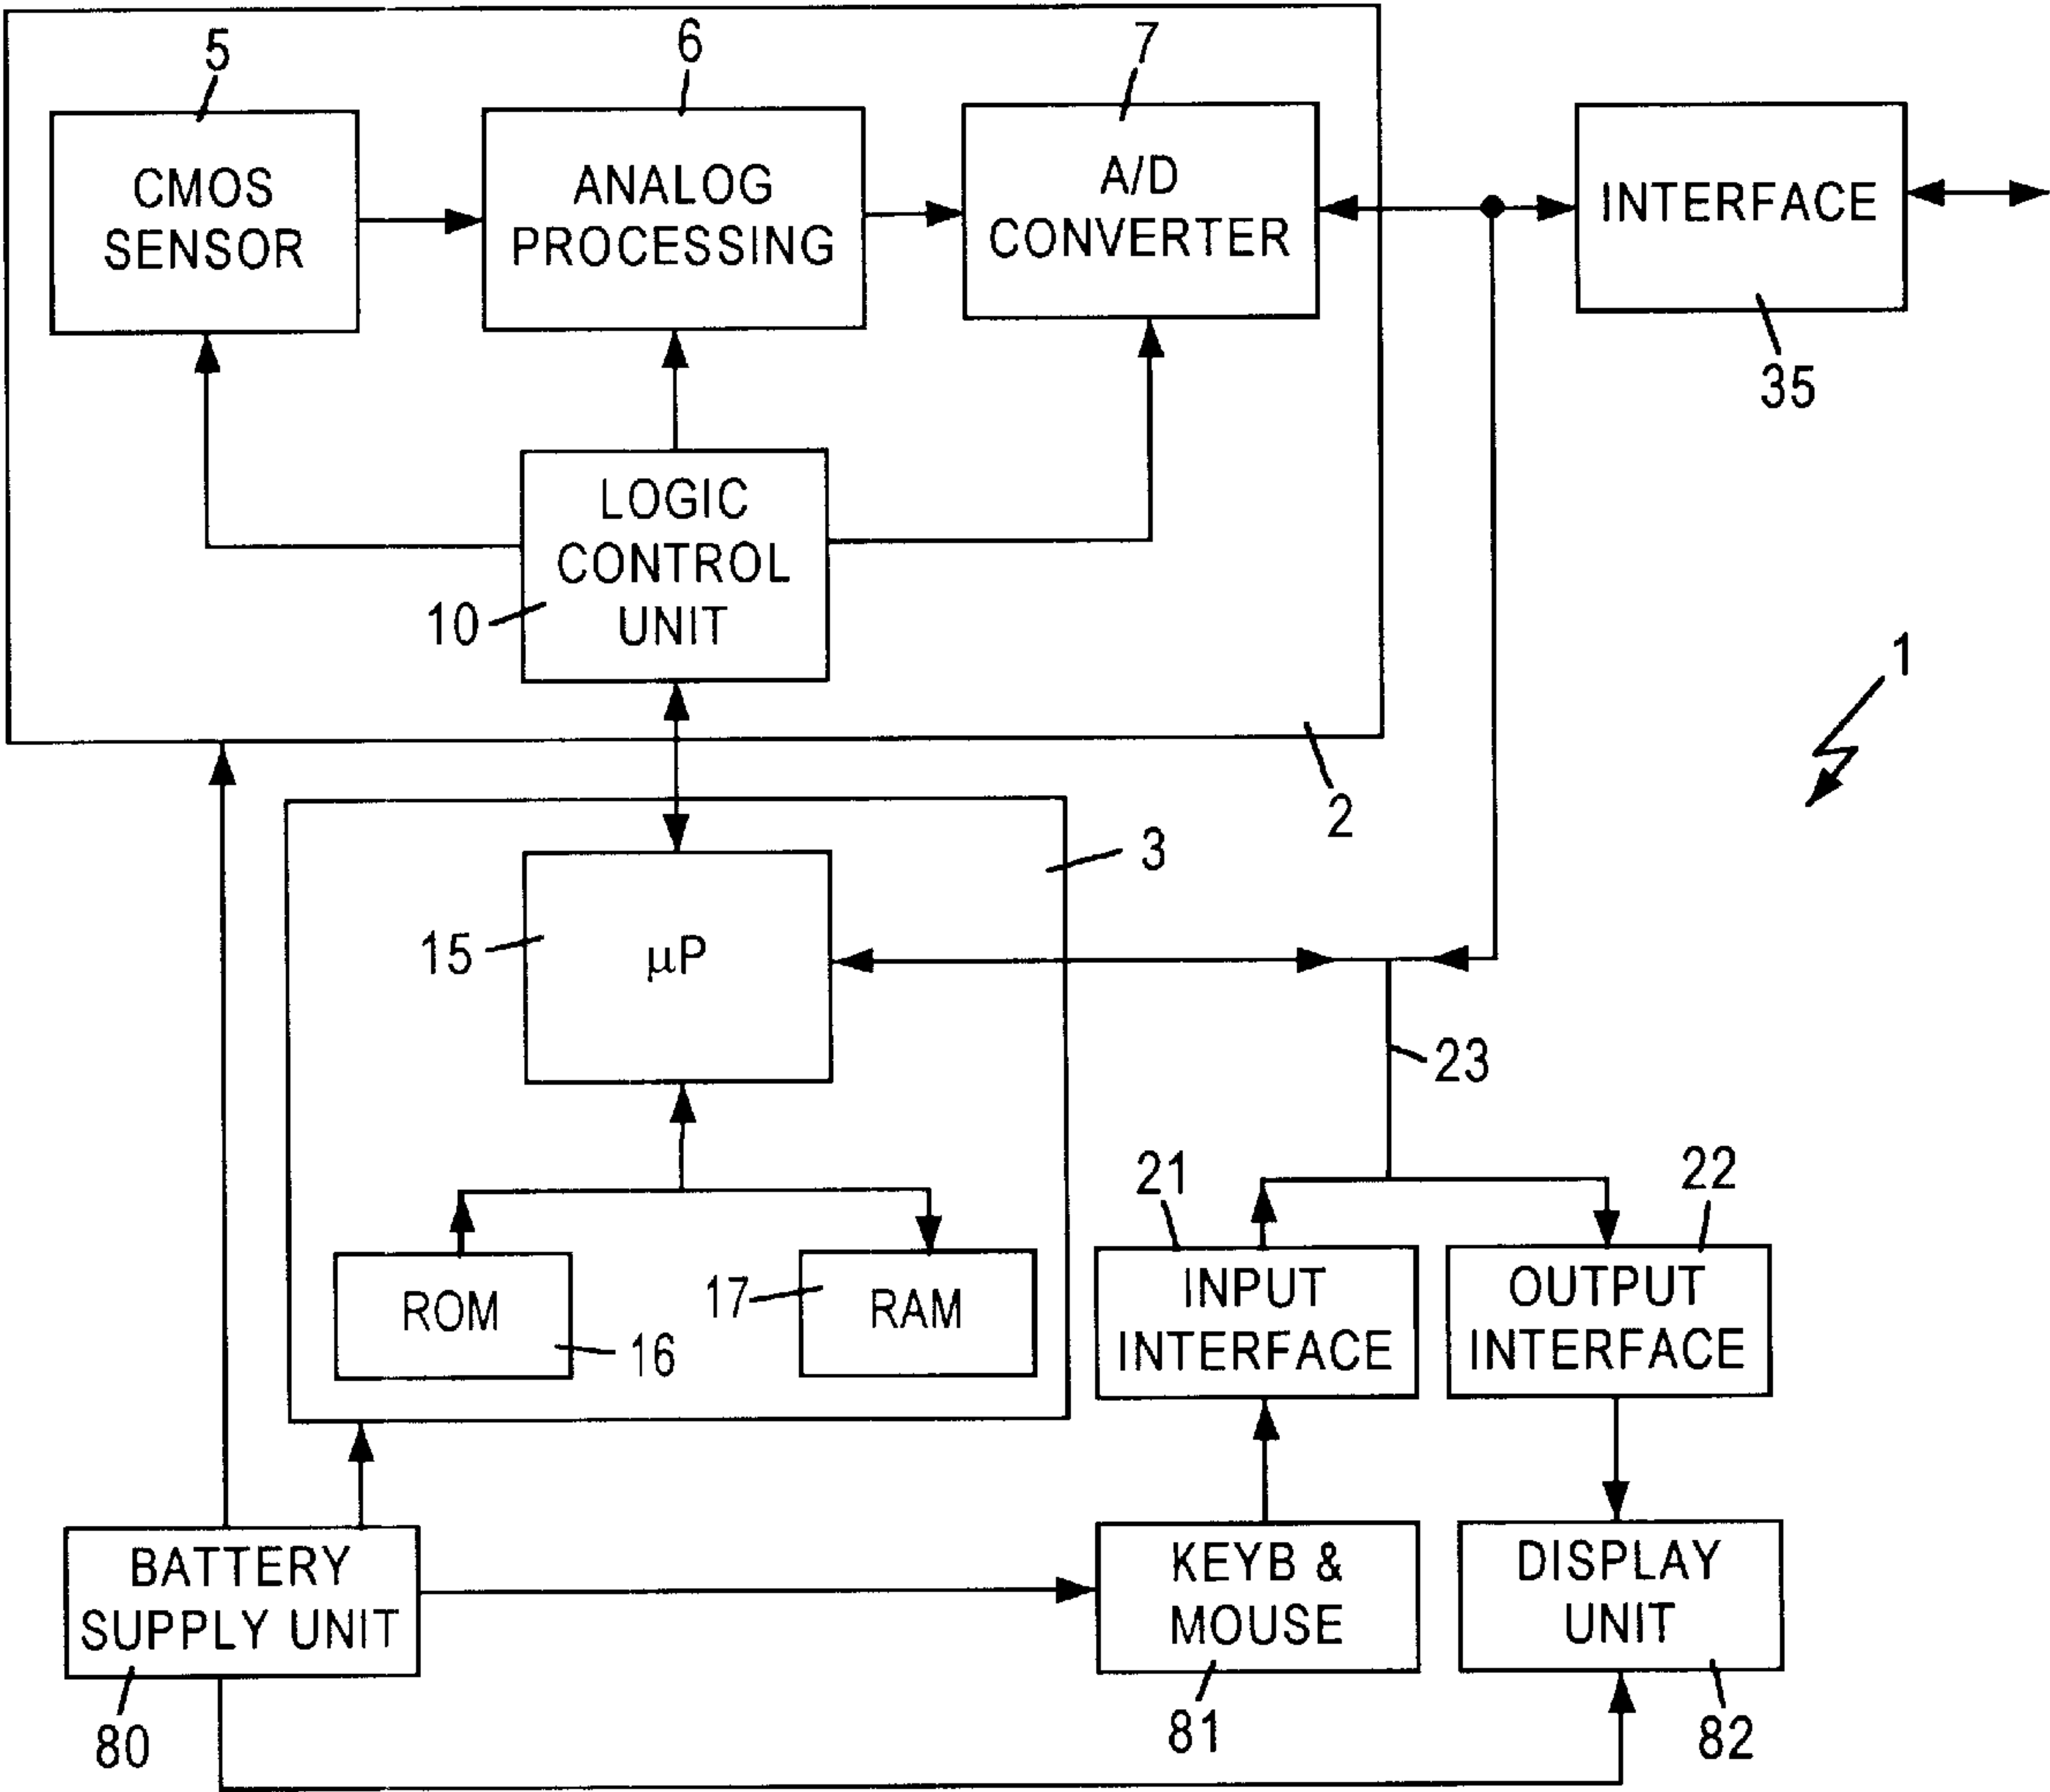 5
6
7
CMOS
SENSOR
ANALOG
PROCESSING
A/D
CONVERTER
INTERFACE
35
LOGIC
CONTROL
UNIT
10
1
2
3
15
µP
23
21
22
ROM
16
17
RAM
INPUT
INTERFACE
OUTPUT
INTERFACE
BATTERY
SUPPLY UNIT
KEYB &
MOUSE
DISPLAY
UNIT
80
81
82